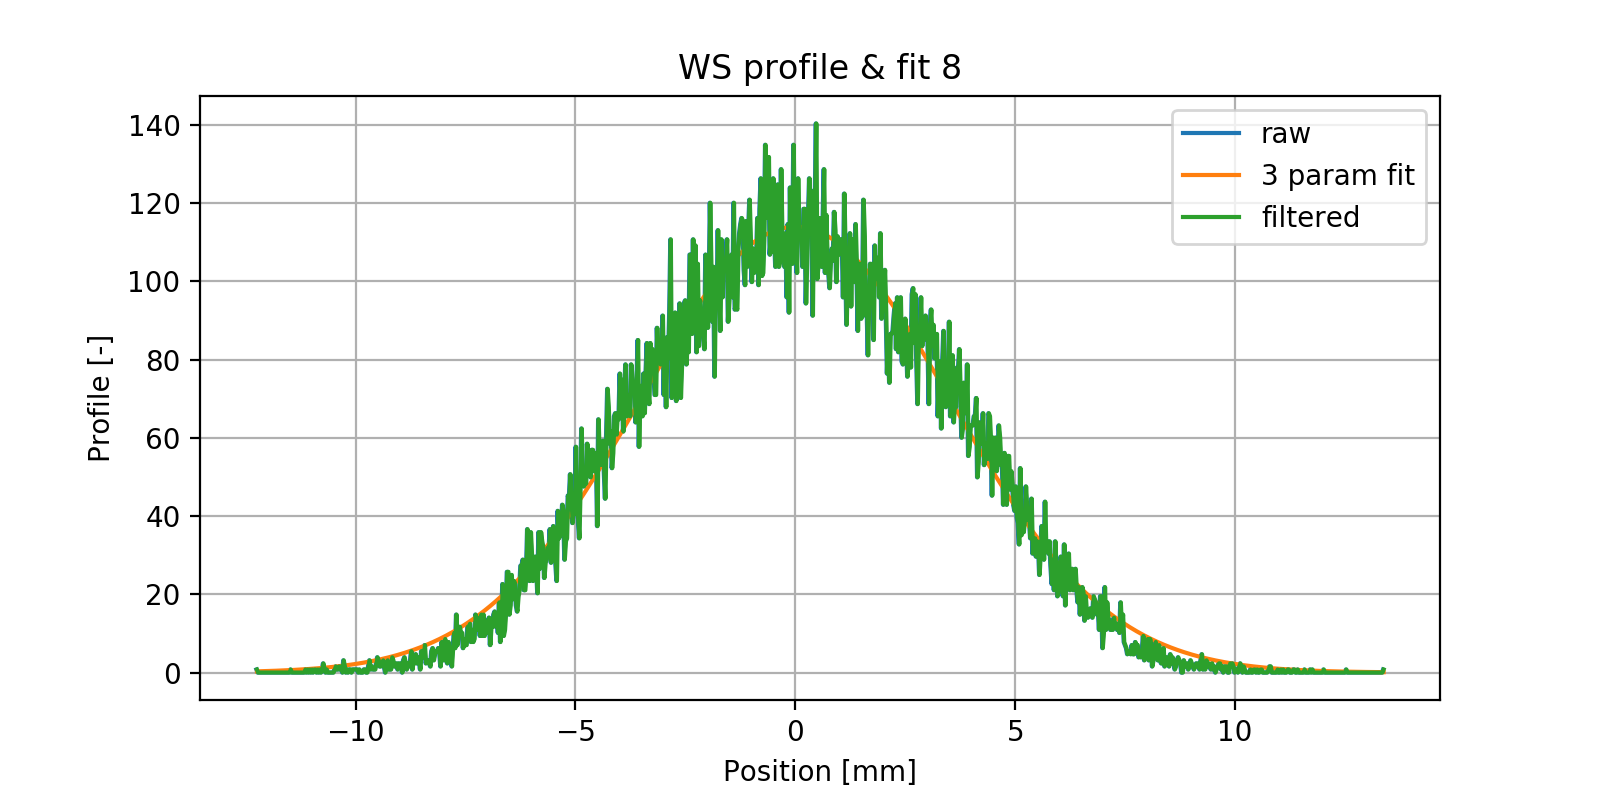 WS profile & fit 8
140
120
100
80
60
40
20
0
Profile [-]
raw
3 param fit
filtered
−10
−5
0
5
10
Position [mm]